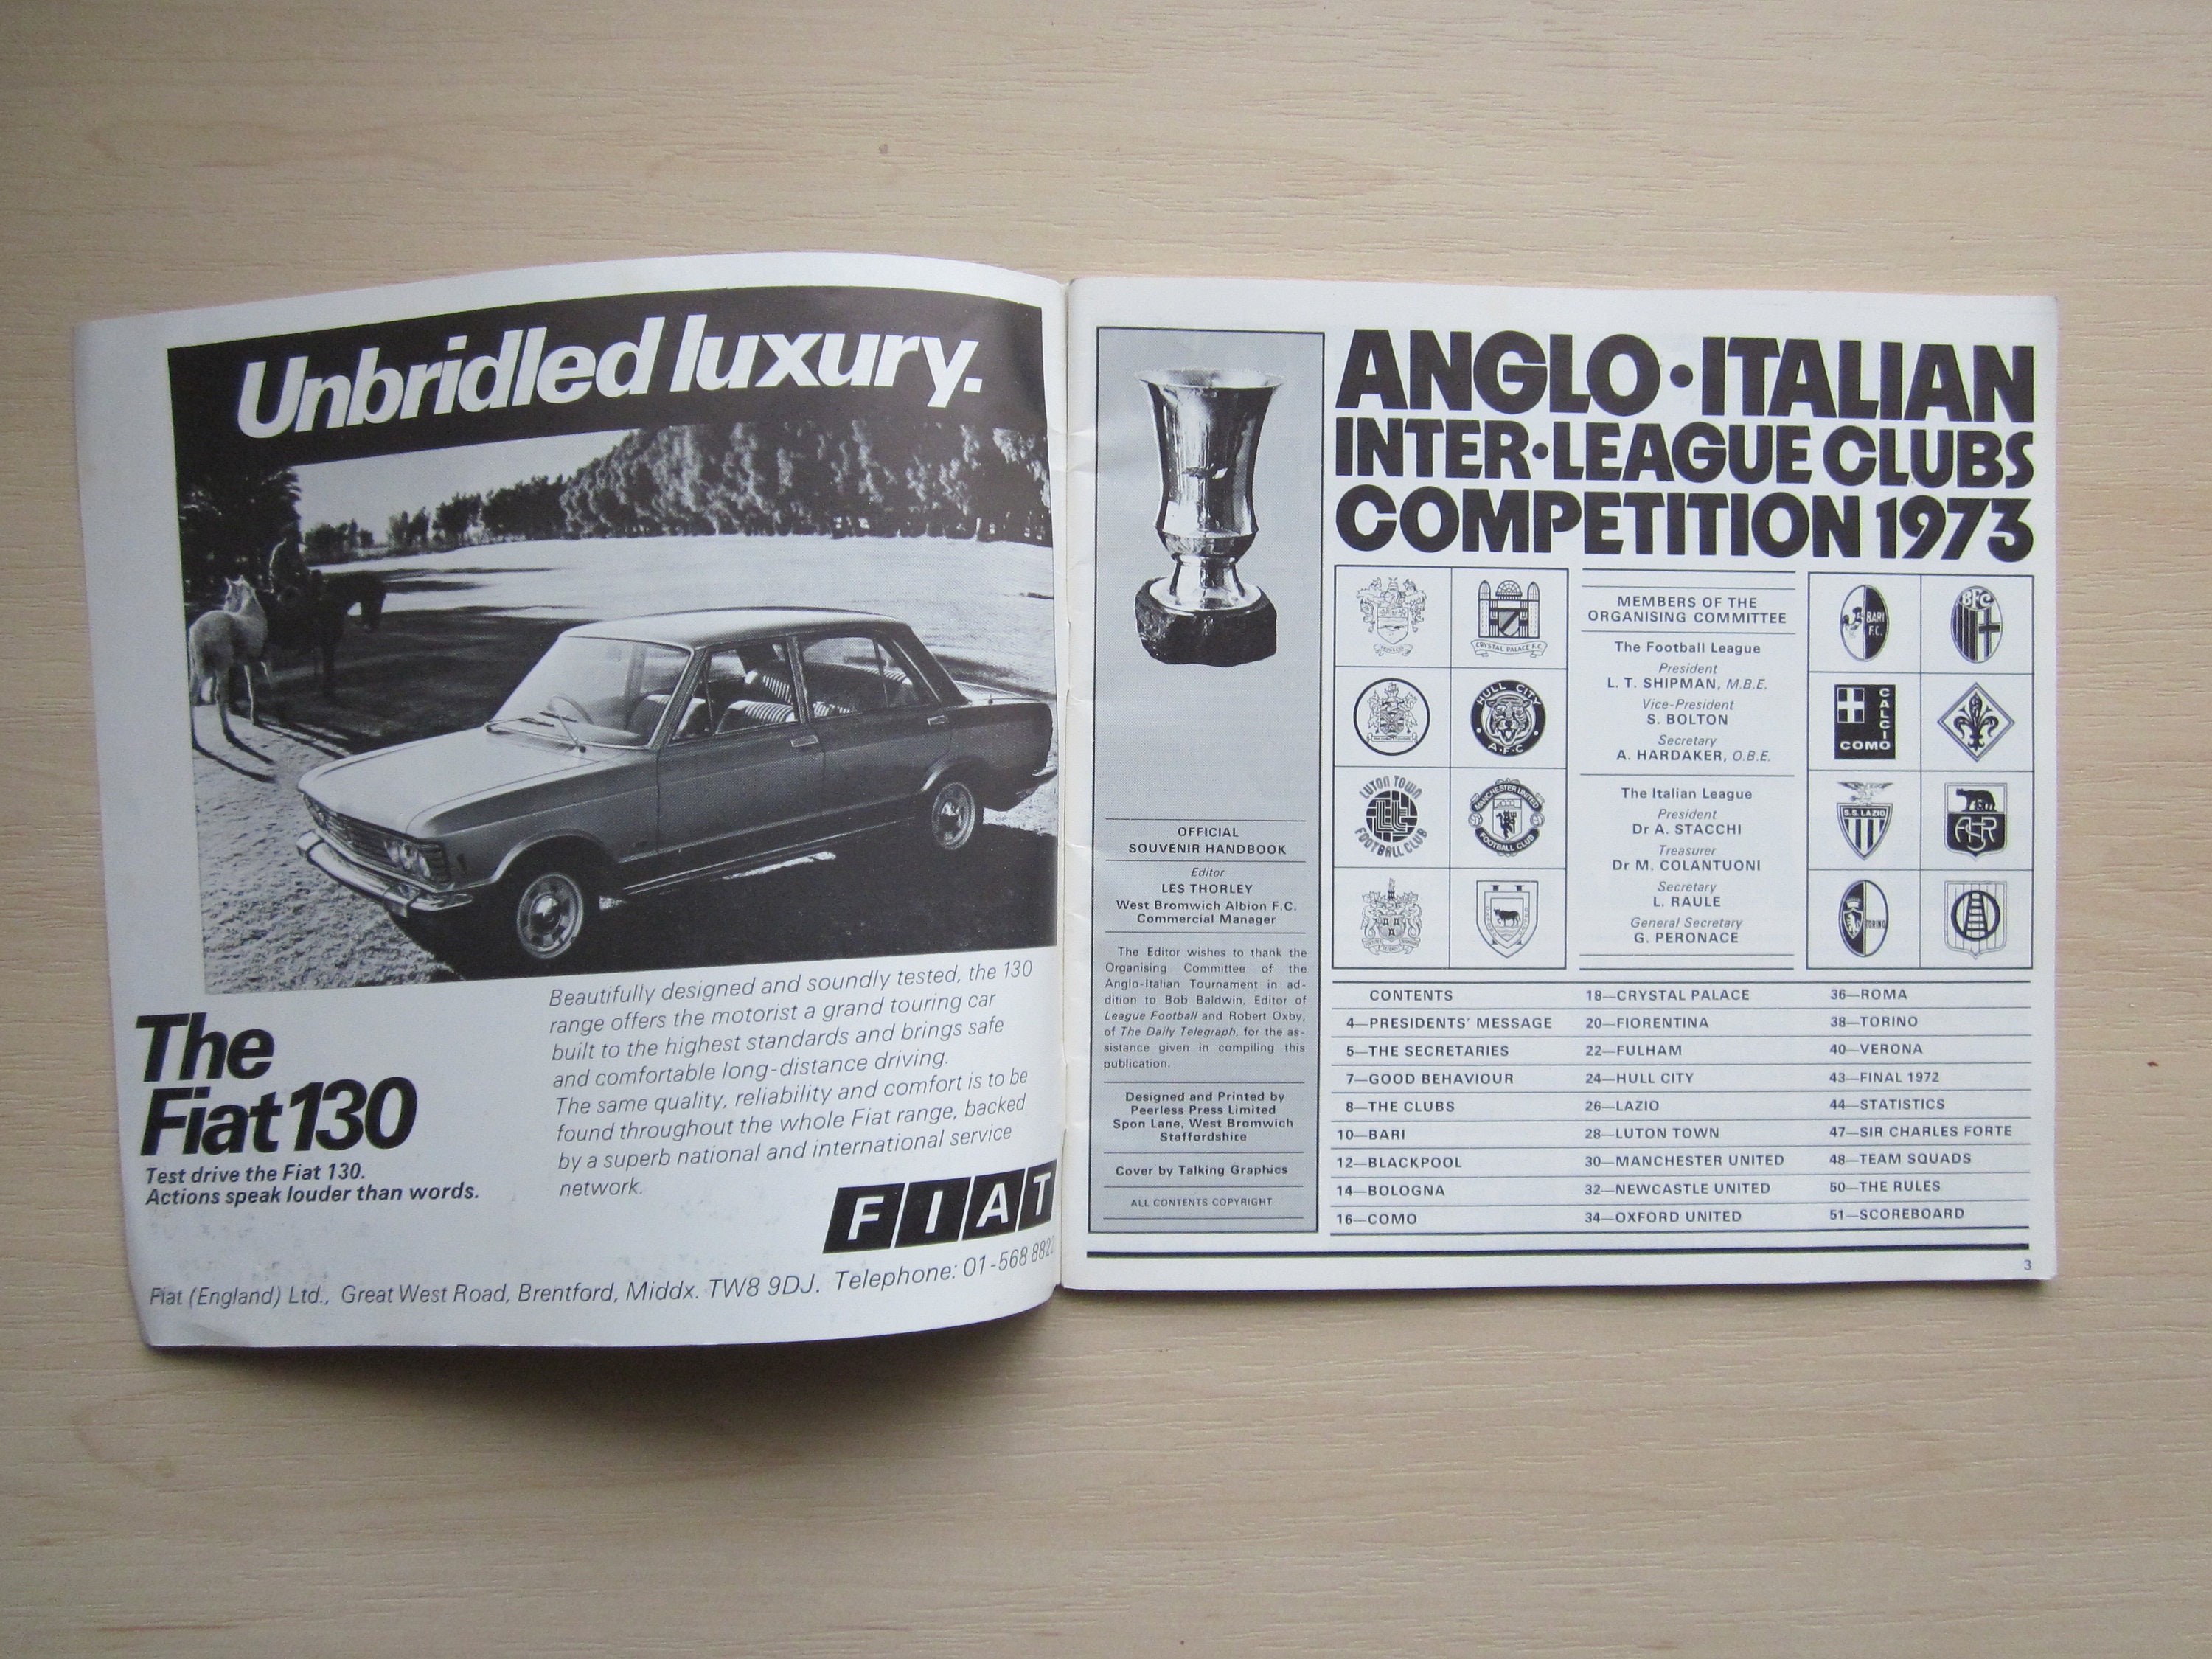 Unbridled luxury.
The
Fiat 130
Test drive the Fiat 130.
Actions speak louder than words.
Beautifully designed and soundly tested, the 130
range offers the motorist a grand touring car
built to the highest standards and brings safe
and comfortable long-distance driving.
The same quality, reliability and comfort is to be
found throughout the whole Fiat range, backed
by a superb national and international service
network.
FIAT
Fiat (England) Ltd., Great West Road, Brentford, Middx. TW8 9DJ. Telephone: 01-568 882
OFFICIAL
SOUVENIR HANDBOOK
Editor
LES THORLEY
West Bromwich Albion F.C.
Commercial Manager
The Editor wishes to thank the
Organising Committee of the
Anglo-Italian Tournament in ad-
dition to Bob Baldwin, Editor of
League Football and Robert Oxby,
of The Daily Telegraph, for the as-
sistance given in compiling this
publication.
Designed and Printed by
Peerless Press Limited
Spon Lane, West Bromwich
Staffordshire
Cover by Talking Graphics
ALL CONTENTS COPYRIGHT
ANGLO•ITALIAN
INTER•LEAGUE CLUBS
COMPETITION 1973
CRYSTAL PALACE F.C.
HULL CITY
A·F·C
LUTON TOWN
FOOTBALL CLUB
MANCHESTER UNITED
FOOTBALL CLUB
MEMBERS OF THE
ORGANISING COMMITTEE
The Football League
President
L. T. SHIPMAN, M.B.E.
Vice-President
S. BOLTON
Secretary
A. HARDAKER, O.B.E.
The Italian League
President
Dr A. STACCHI
Treasurer
Dr M. COLANTUONI
Secretary
L. RAULE
General Secretary
G. PERONACE
BARI
F.C.
BFC
CALCIO
COMO
S.S. LAZIO
ASR
TORINO
CONTENTS
4—PRESIDENTS' MESSAGE
5—THE SECRETARIES
7—GOOD BEHAVIOUR
8—THE CLUBS
10—BARI
12—BLACKPOOL
14—BOLOGNA
16—COMO
18—CRYSTAL PALACE
20—FIORENTINA
22—FULHAM
24—HULL CITY
26—LAZIO
28—LUTON TOWN
30—MANCHESTER UNITED
32—NEWCASTLE UNITED
34—OXFORD UNITED
36—ROMA
38—TORINO
40—VERONA
43—FINAL 1972
44—STATISTICS
47—SIR CHARLES FORTE
48—TEAM SQUADS
50—THE RULES
51—SCOREBOARD
3